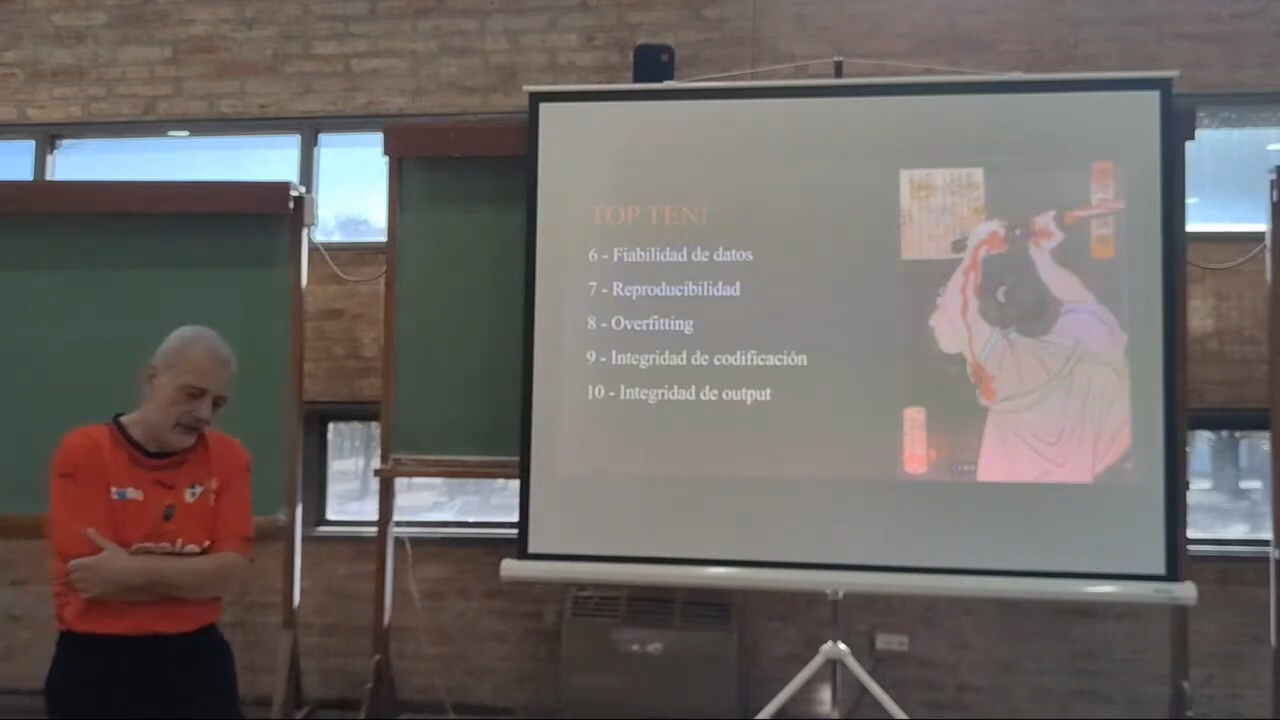 TOP TEN!
6 - Fiabilidad de datos
7 - Reproducibilidad
8 - Overfitting
9 - Integridad de codificación
10 - Integridad de output